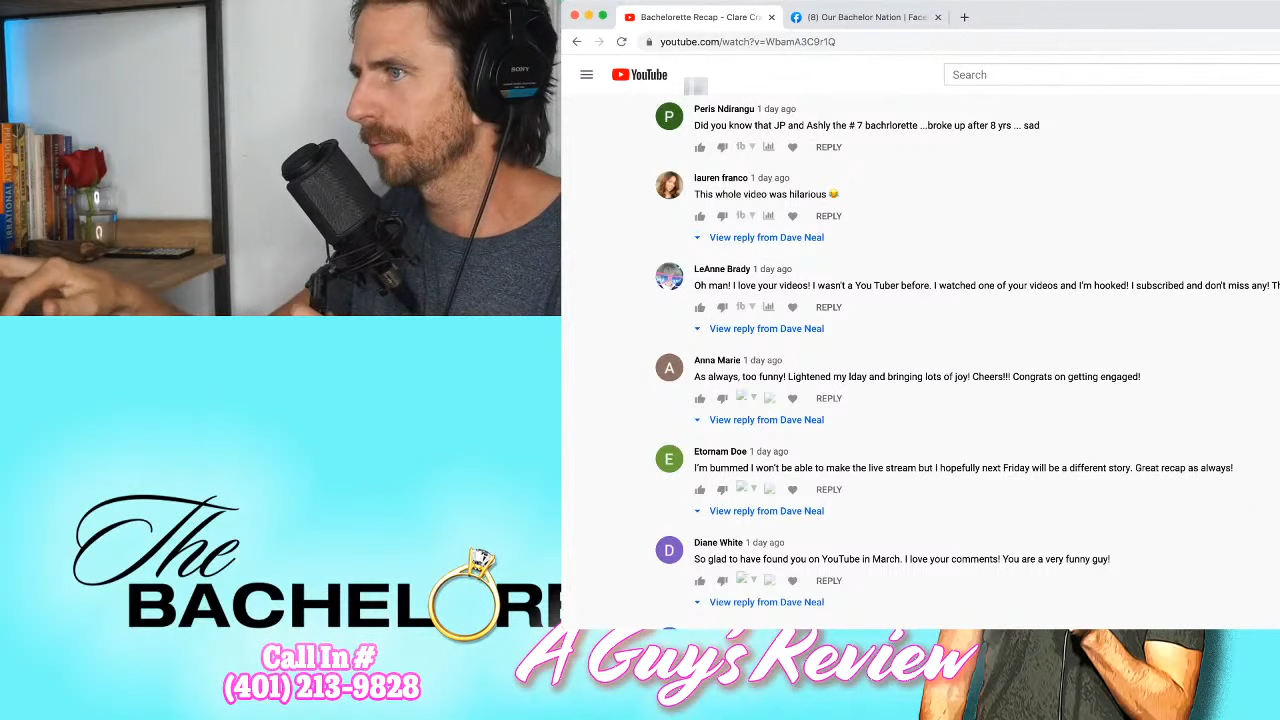 Bachelorette Recap - Clare Cr
(8) Our Bachelor Nation | Face
youtube.com/watch?v=WbamA3C9r1Q
YouTube
Search
Peris Ndirangu 1 day ago
Did you know that JP and Ashly the # 7 bachrlorette ...broke up after 8 yrs ... sad
REPLY
lauren franco 1 day ago
This whole video was hilarious 😂
REPLY
View reply from Dave Neal
LeAnne Brady 1 day ago
Oh man! I love your videos! I wasn't a You Tuber before. I watched one of your videos and I'm hooked! I subscribed and don't miss any! Th
REPLY
View reply from Dave Neal
A
Anna Marie 1 day ago
As always, too funny! Lightened my lday and bringing lots of joy! Cheers!!! Congrats on getting engaged!
REPLY
View reply from Dave Neal
E
Etornam Doe 1 day ago
I'm bummed I won't be able to make the live stream but I hopefully next Friday will be a different story. Great recap as always!
REPLY
View reply from Dave Neal
D
Diane White 1 day ago
So glad to have found you on YouTube in March. I love your comments! You are a very funny guy!
REPLY
View reply from Dave Neal
P
SONY
IRRATIONAL
The
BACHELORE
A Guy's Review
Call In #
(401) 213-9828